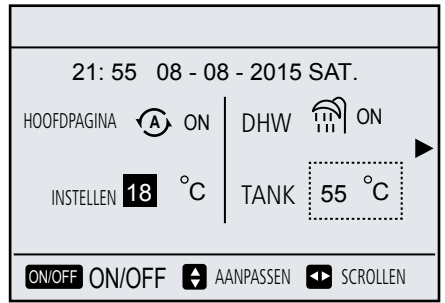 21: 55 08 - 08 - 2015 SAT.
HOOFDPAGINA A ON DHW ON
INSTELLEN 18 °C TANK 55 °C
ON/OFF ON/OFF AANPASSEN SCROLLEN